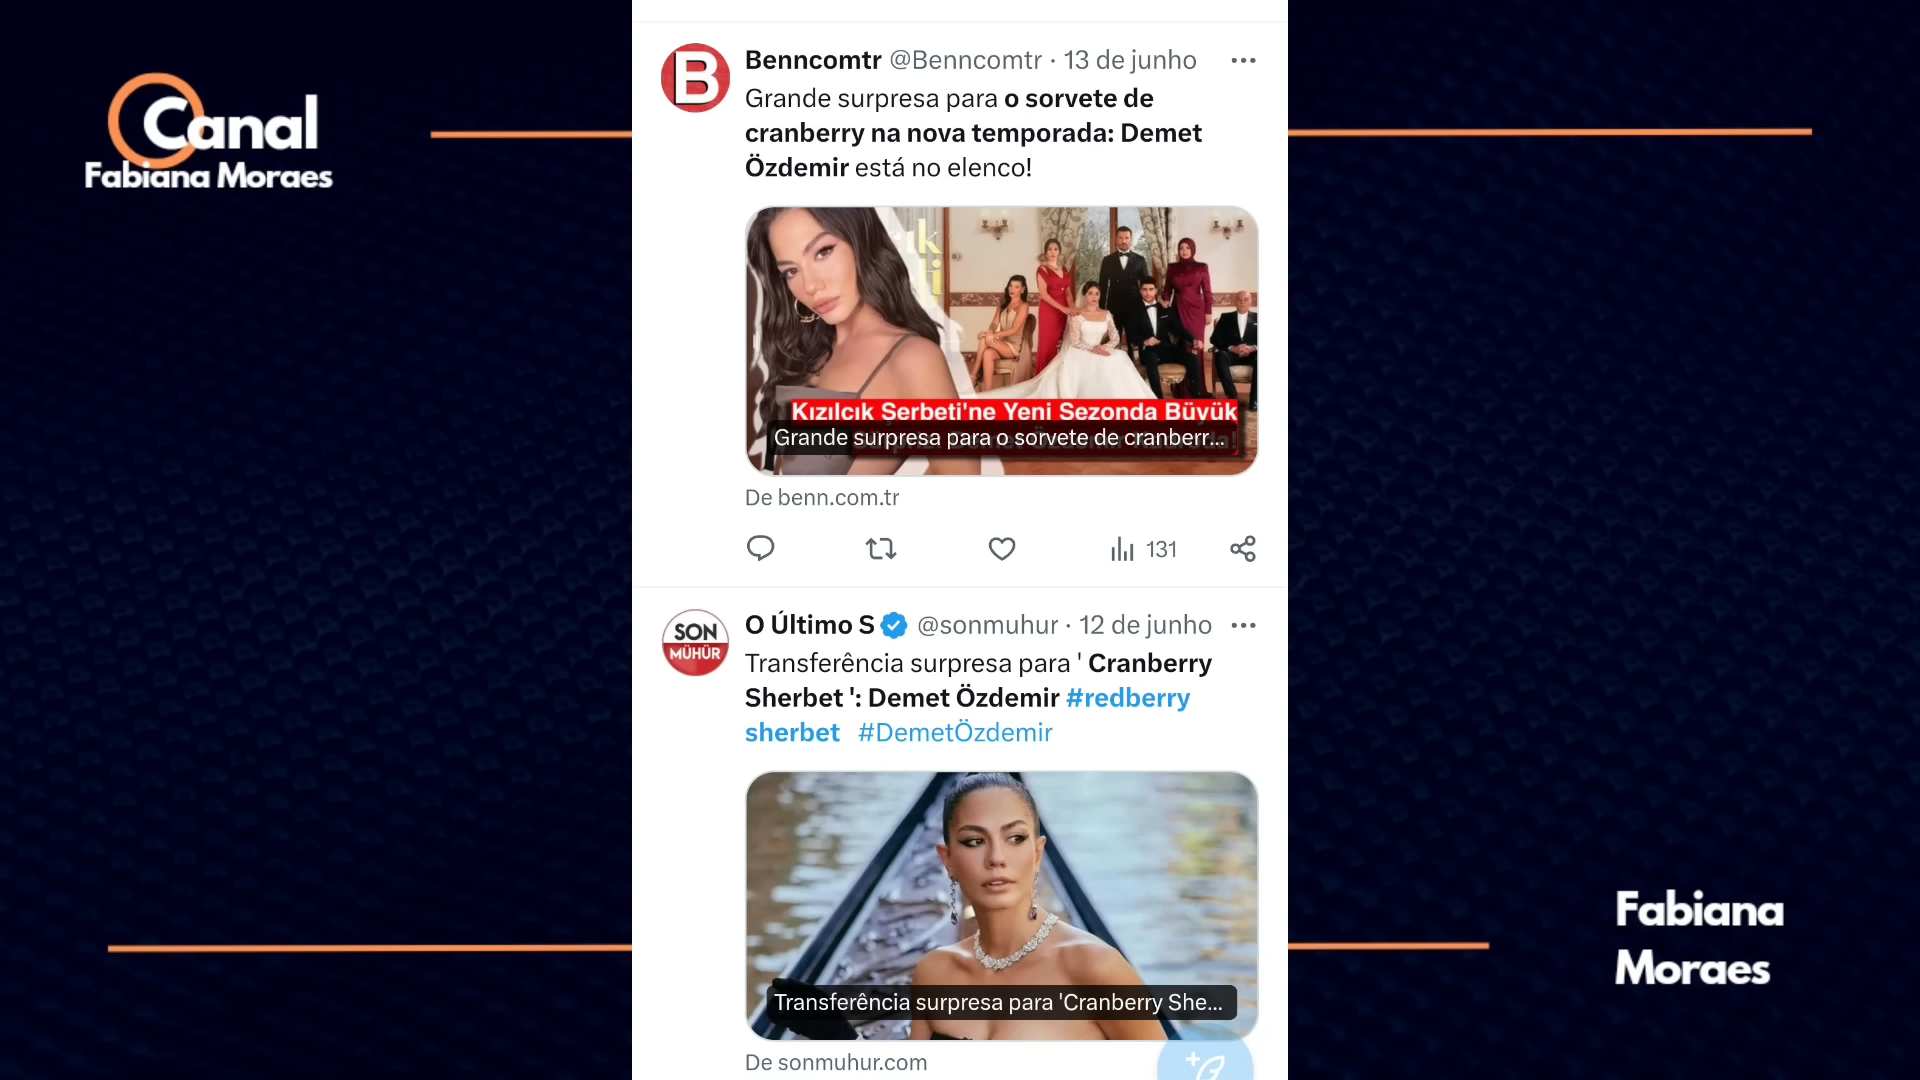 Canal
Fabiana Moraes
Benncomtr @Benncomtr · 13 de junho
Grande surpresa para o sorvete de
cranberry na nova temporada: Demet
Özdemir está no elenco!
Kızılcık Şerbeti'ne Yeni Sezonda Büyük
Grande surpresa para o sorvete de cranberr...
De benn.com.tr
131
SON
MÜHÜR
O Último S @sonmuhur · 12 de junho
Transferência surpresa para ' Cranberry
Sherbet ': Demet Özdemir #redberry
sherbet #DemetÖzdemir
Transferência surpresa para 'Cranberry She...
De sonmuhur.com
Fabiana
Moraes